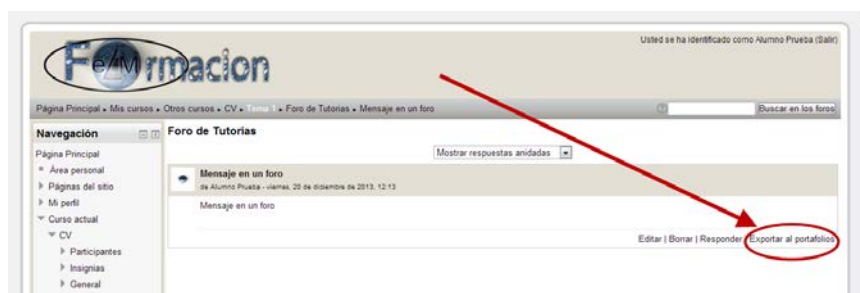 Usted se ha identificado como Alumno Prueba (Salir)
Fe/Mrmacion
Página Principal ▸ Mis cursos ▸ Otros cursos ▸ CV ▸ Tema 1 ▸ Foro de Tutorias ▸ Mensaje en un foro
Buscar en los foros
Navegación
Foro de Tutorias
Mostrar respuestas anidadas
Página Principal
Área personal
Páginas del sitio
Mi perfil
Curso actual
CV
Participantes
Insignias
General
Mensaje en un foro
de Alumno Prueba - viernes, 20 de diciembre de 2013, 12:13
Mensaje en un foro
Editar | Borrar | Responder | Exportar al portafolios